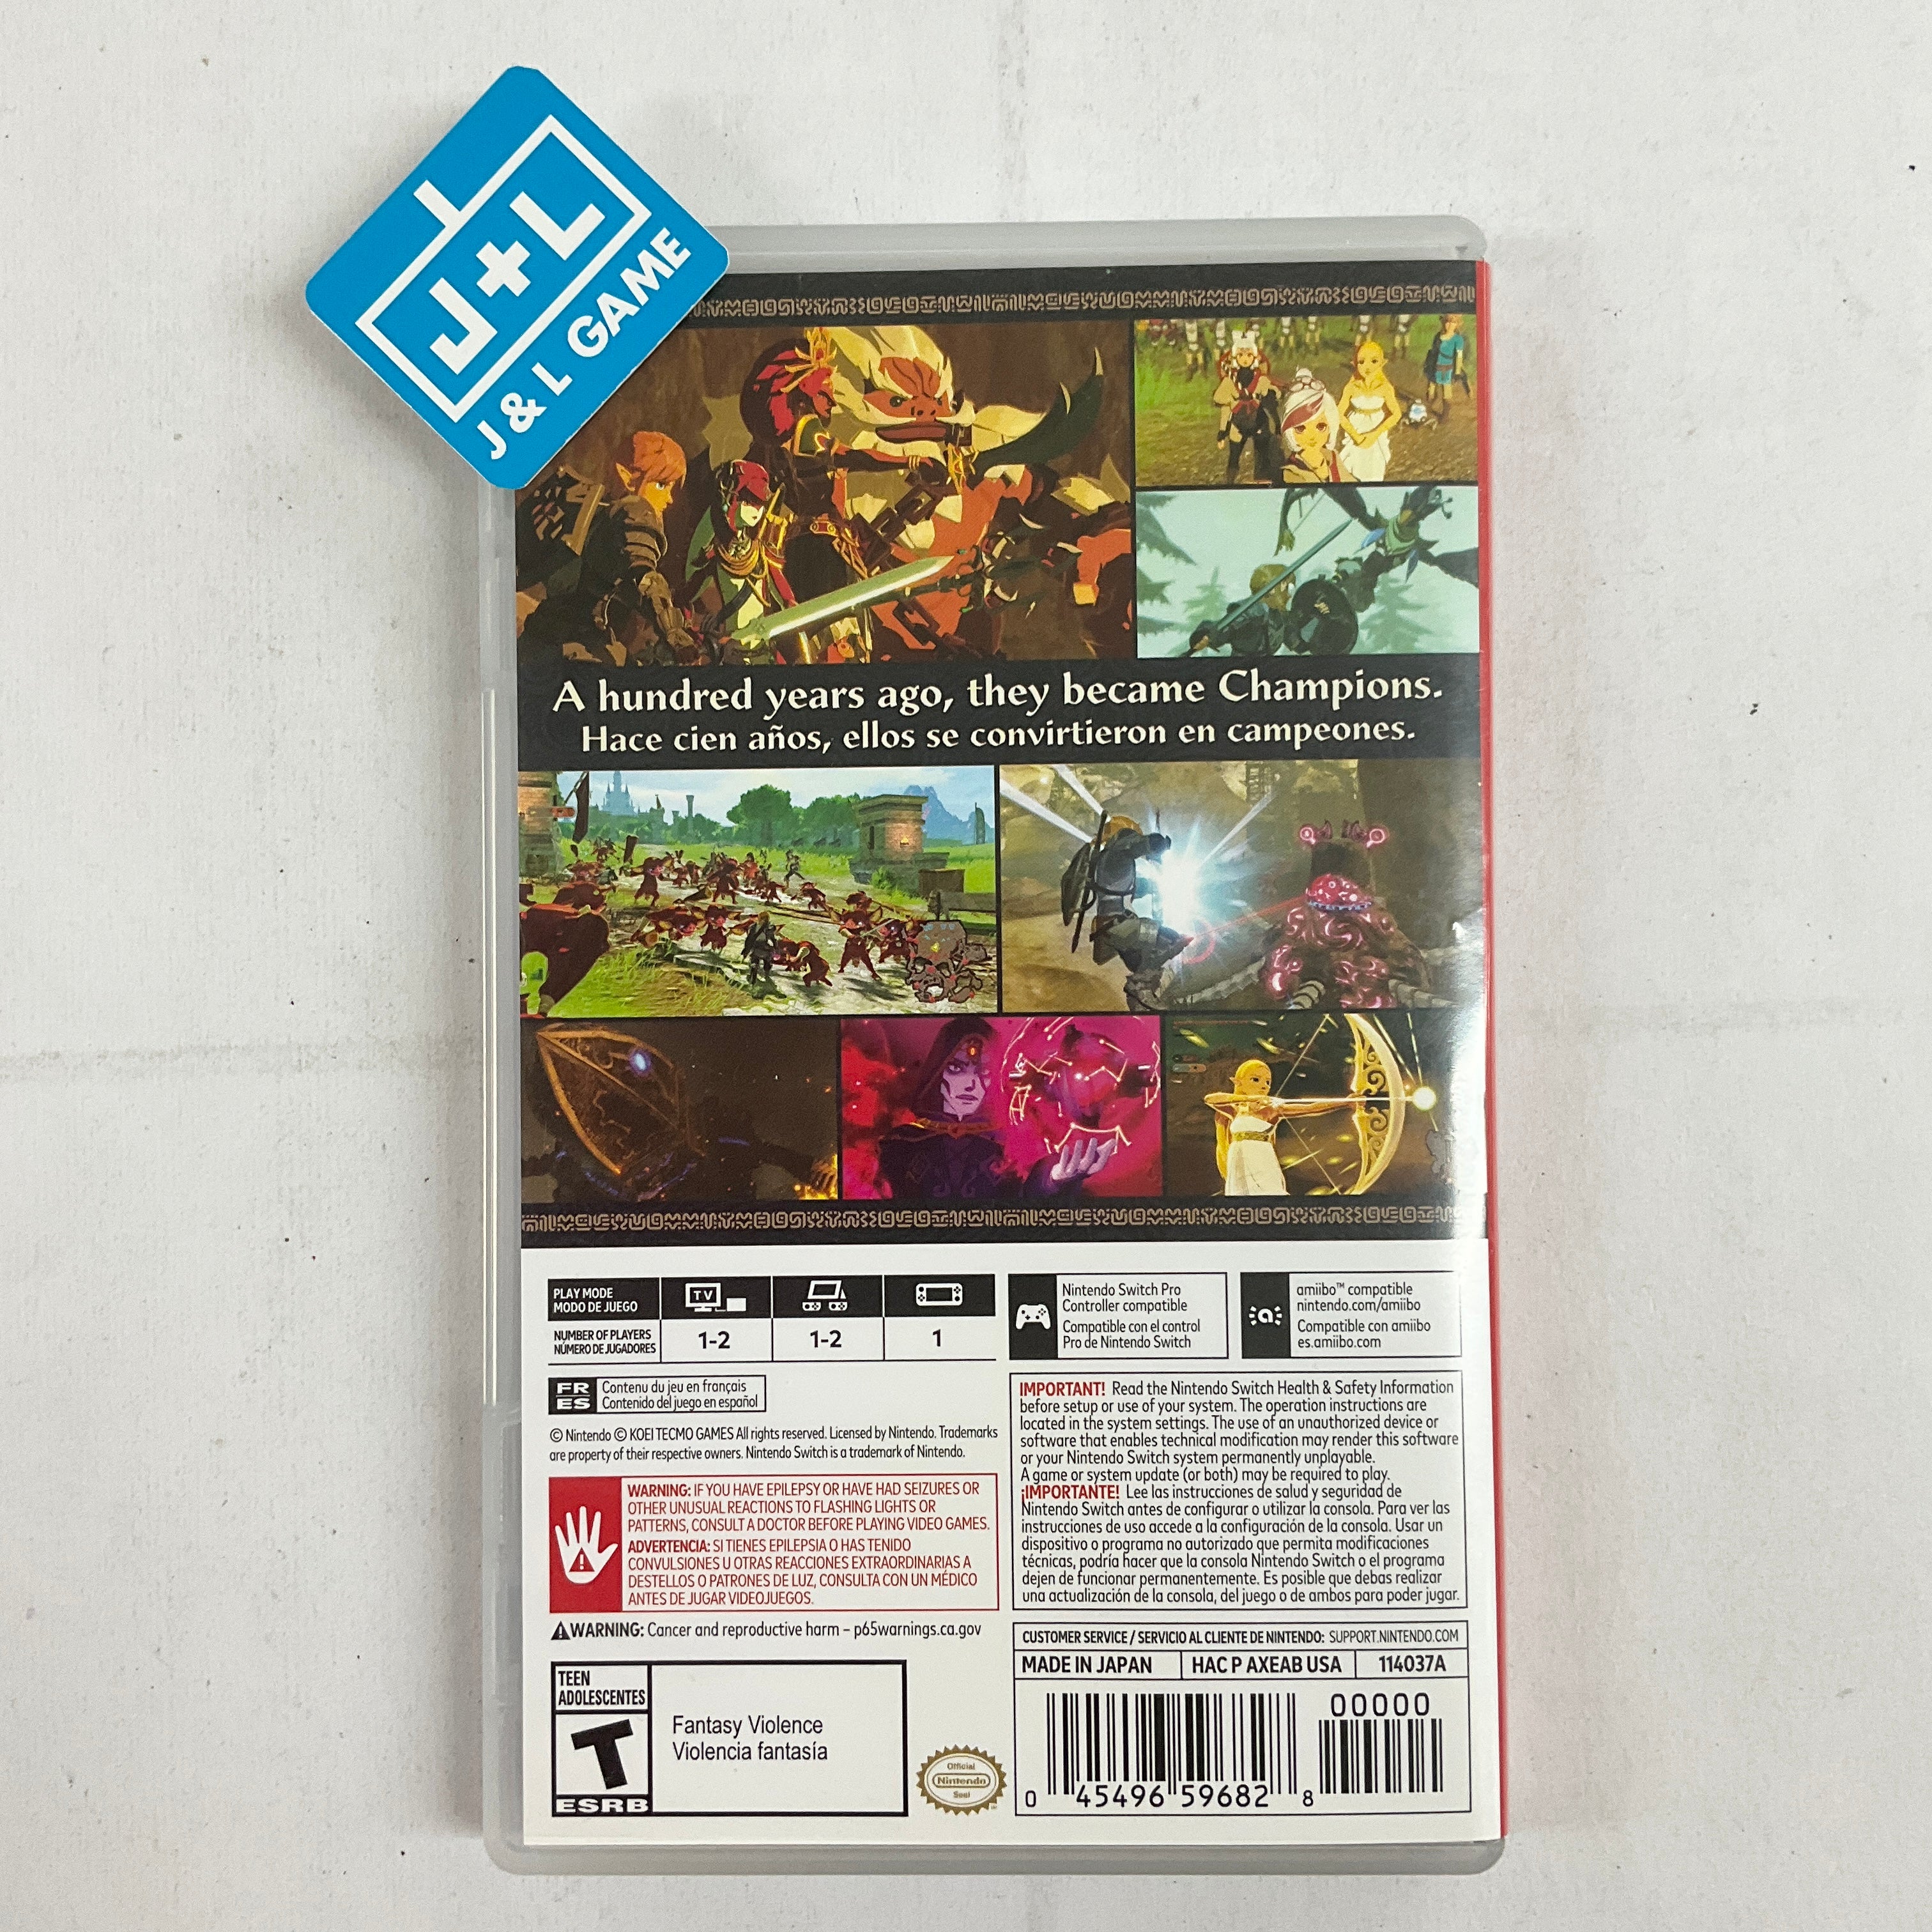 J+L
J & L GAME
A hundred years ago, they became Champions.
Hace cien años, ellos se convirtieron en campeones.
PLAY MODE
MODO DE JUEGO
TV
NUMBER OF PLAYERS
NÚMERO DE JUGADORES
1-2
1-2
1
Nintendo Switch Pro
Controller compatible
Compatible con el control
Pro de Nintendo Switch
amiibo™ compatible
nintendo.com/amiibo
Compatible con amiibo
es.amiibo.com
FR
ES
Contenu du jeu en français
Contenido del juego en español
© Nintendo © KOEI TECMO GAMES All rights reserved. Licensed by Nintendo. Trademarks
are property of their respective owners. Nintendo Switch is a trademark of Nintendo.
WARNING: IF YOU HAVE EPILEPSY OR HAVE HAD SEIZURES OR
OTHER UNUSUAL REACTIONS TO FLASHING LIGHTS OR
PATTERNS, CONSULT A DOCTOR BEFORE PLAYING VIDEO GAMES.
ADVERTENCIA: SI TIENES EPILEPSIA O HAS TENIDO
CONVULSIONES U OTRAS REACCIONES EXTRAORDINARIAS A
DESTELLOS O PATRONES DE LUZ, CONSULTA CON UN MÉDICO
ANTES DE JUGAR VIDEOJUEGOS.
WARNING: Cancer and reproductive harm – p65warnings.ca.gov
IMPORTANT! Read the Nintendo Switch Health & Safety Information
before setup or use of your system. The operation instructions are
located in the system settings. The use of an unauthorized device or
software that enables technical modification may render this software
or your Nintendo Switch system permanently unplayable.
A game or system update (or both) may be required to play.
¡IMPORTANTE! Lee las instrucciones de salud y seguridad de
Nintendo Switch antes de configurar o utilizar la consola. Para ver las
instrucciones de uso accede a la configuración de la consola. Usar un
dispositivo o programa no autorizado que permita modificaciones
técnicas, podría hacer que la consola Nintendo Switch o el programa
dejen de funcionar permanentemente. Es posible que debas realizar
una actualización de la consola, del juego o de ambos para poder jugar.
CUSTOMER SERVICE / SERVICIO AL CLIENTE DE NINTENDO: SUPPORT.NINTENDO.COM
MADE IN JAPAN
HAC P AXEAB USA
114037A
TEEN
ADOLESCENTES
T
ESRB
Fantasy Violence
Violencia fantasía
Official
Nintendo
Seal
00000
0 45496 59682 8